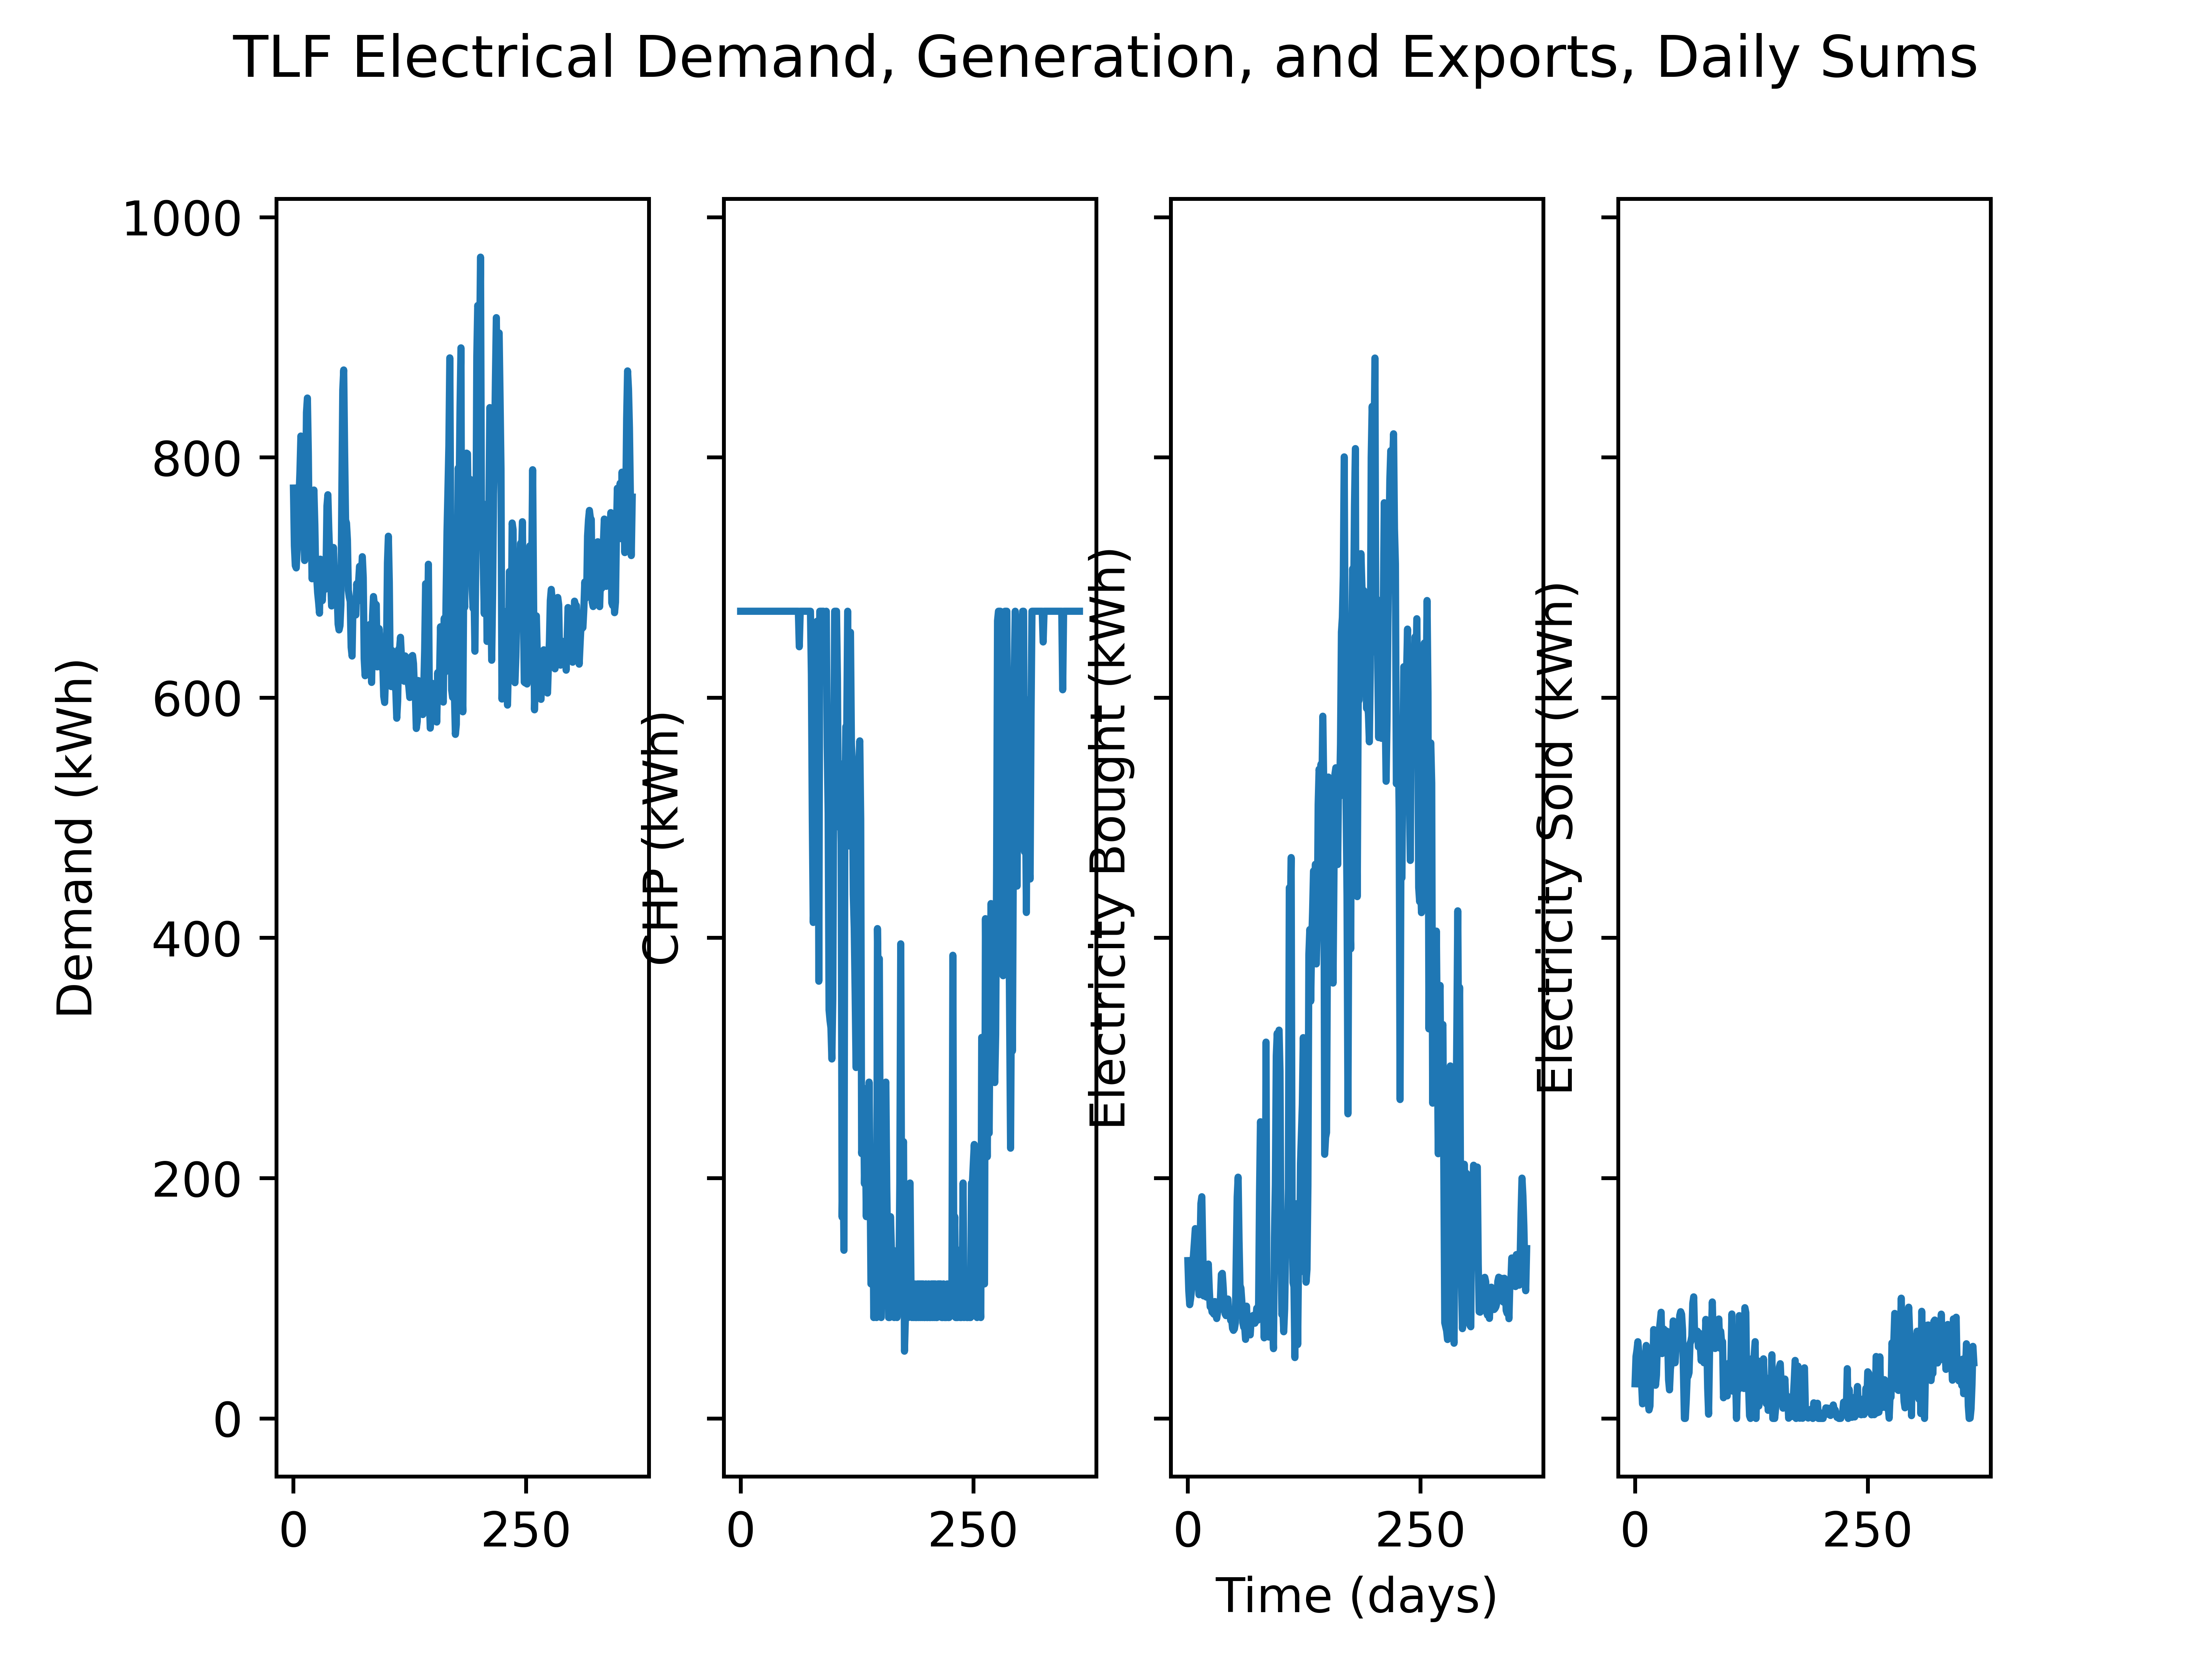 TLF Electrical Demand, Generation, and Exports, Daily Sums
Demand (kWh)
1000
800
600
400
200
0
0 250
CHP (kWh)
0 250
Electricity Bought (kWh)
0 250
Electricity Sold (kWh)
0 250
Time (days)